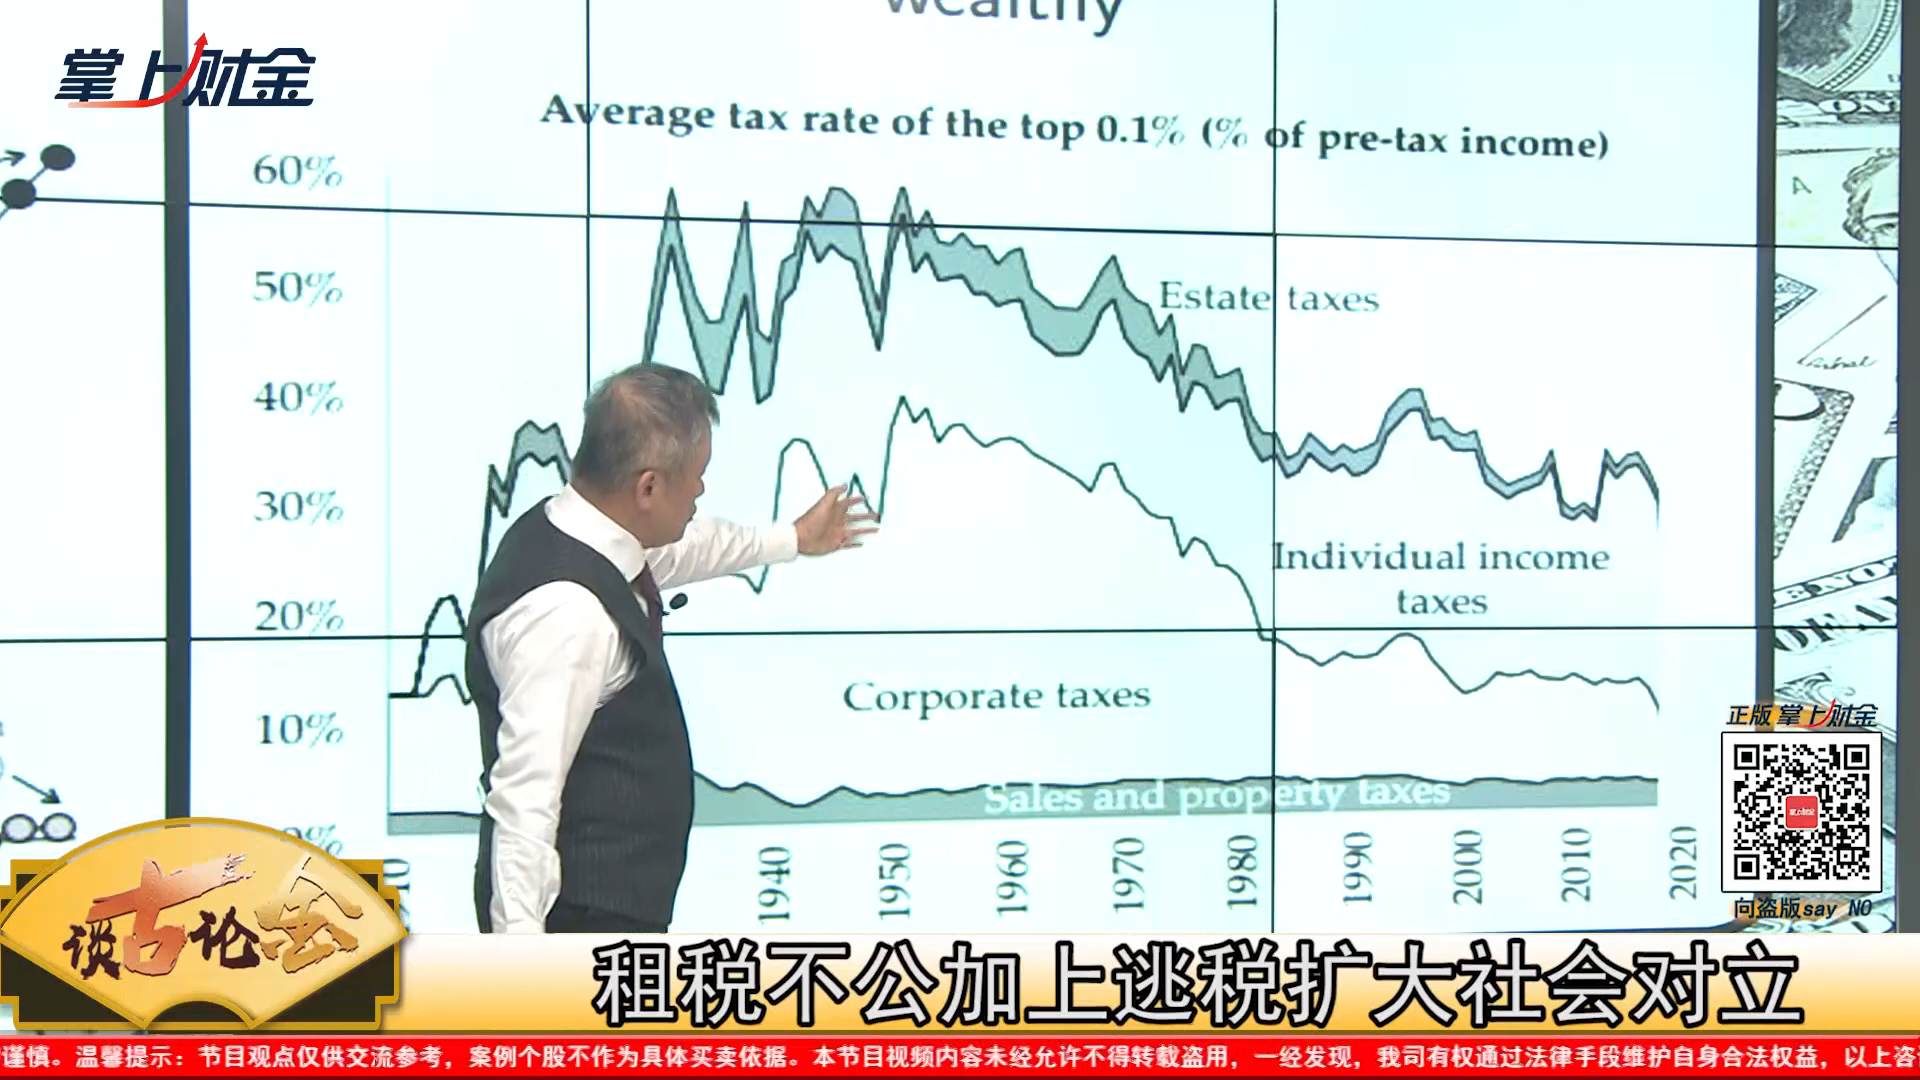 掌上财金
wealthy
Average tax rate of the top 0.1% (% of pre-tax income)
60%
50%
40%
30%
20%
10%
0%
Estate taxes
Individual income
taxes
Corporate taxes
Sales and property taxes
1940
1950
1960
1970
1980
1990
2000
2010
2020
正版 掌上财金
向盗版say NO
谈古论金
租税不公加上逃税扩大社会对立
谨慎。温馨提示：节目观点仅供交流参考，案例个股不作为具体买卖依据。本节目视频内容未经允许不得转载盗用，一经发现，我司有权通过法律手段维护自身合法权益，以上咨